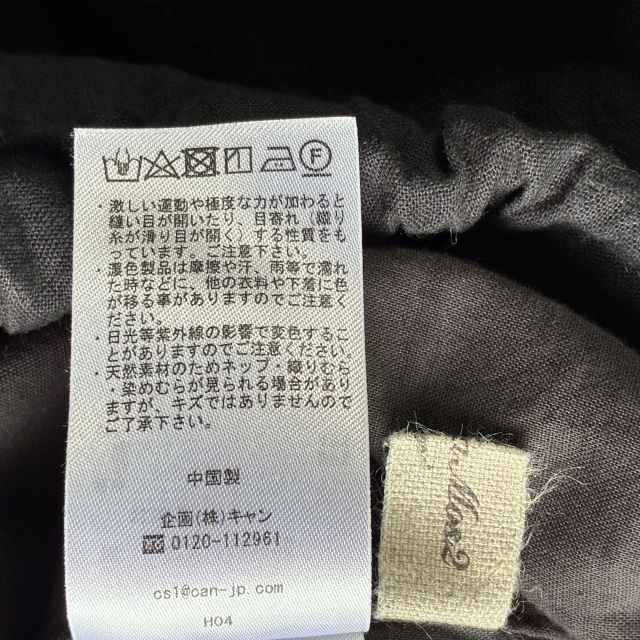 Ⓕ
・激しい運動や極度な力が加わると
縫い目が開いたり、目寄れ（織り
糸が滑り目が開く）する性質をも
っています。ご注意下さい。
・濃色製品は摩擦や汗、雨等で濡れ
た時などに、他の衣料や下着に色
が移る事がありますのでご注意く
ださい。
・日光等紫外線の影響で変色するこ
とがありますのでご注意ください。
・天然素材のためネップ・織りむら
・染めむらが見られる場合があり
ますが、キズではありませんので
ご了承下さい。
中国製
企画(株)キャン
0120-112961
cs1@can-jp.com
H04
Mos2